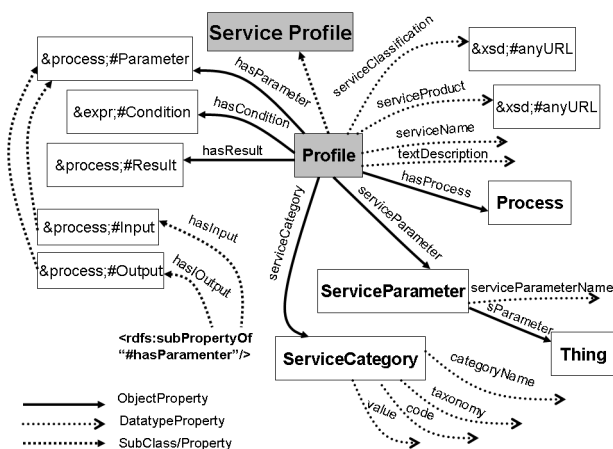 Service Profile
&process;#Parameter
hasParameter
serviceClassification
&xsd;#anyURL
&expr;#Condition
hasCondition
serviceProduct
&xsd;#anyURL
serviceName
textDescription
&process;#Result
hasResult
Profile
hasProcess
Process
&process;#Input
hasInput
serviceCategory
serviceParameter
&process;#Output
hasIOutput
ServiceParameter
serviceParameterName
sParameter
Thing
<rdfs:subPropertyOf
“#hasParamenter”/>
ServiceCategory
categoryName
taxonomy
code
value
ObjectProperty
DatatypeProperty
SubClass/Property